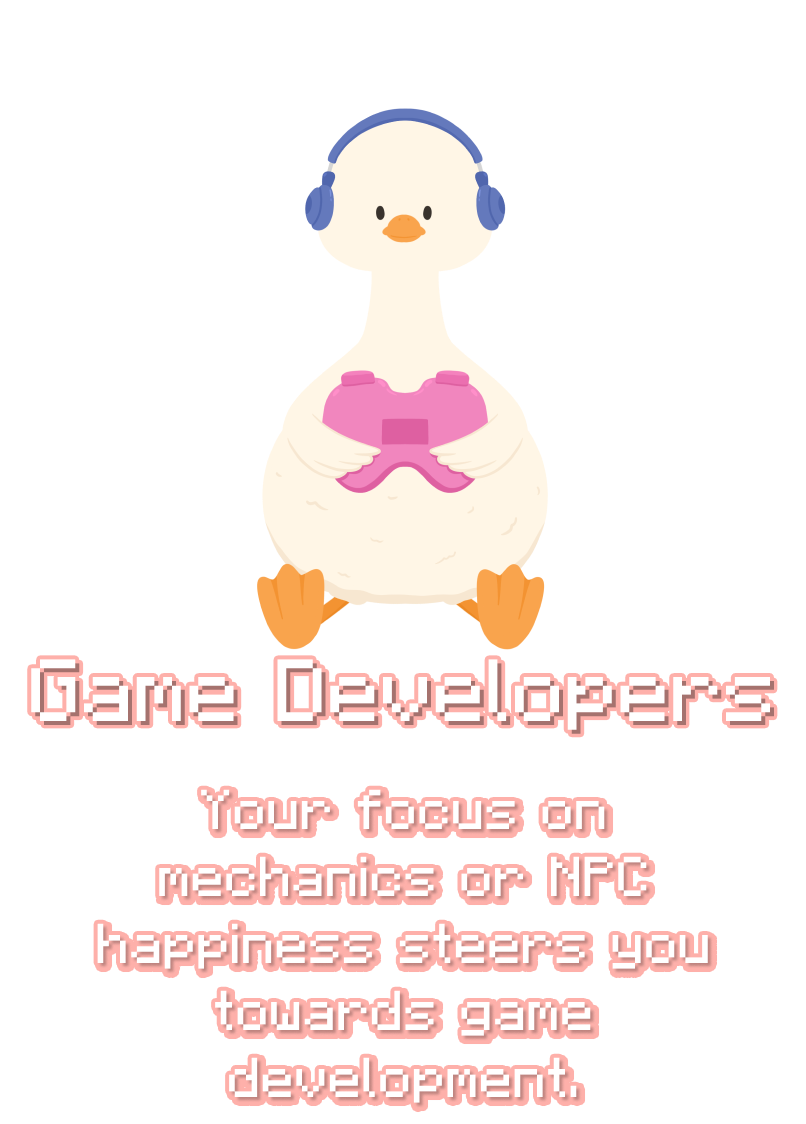 Game Developers
Your focus on
mechanics or NPC
happiness steers you
towards game
development.